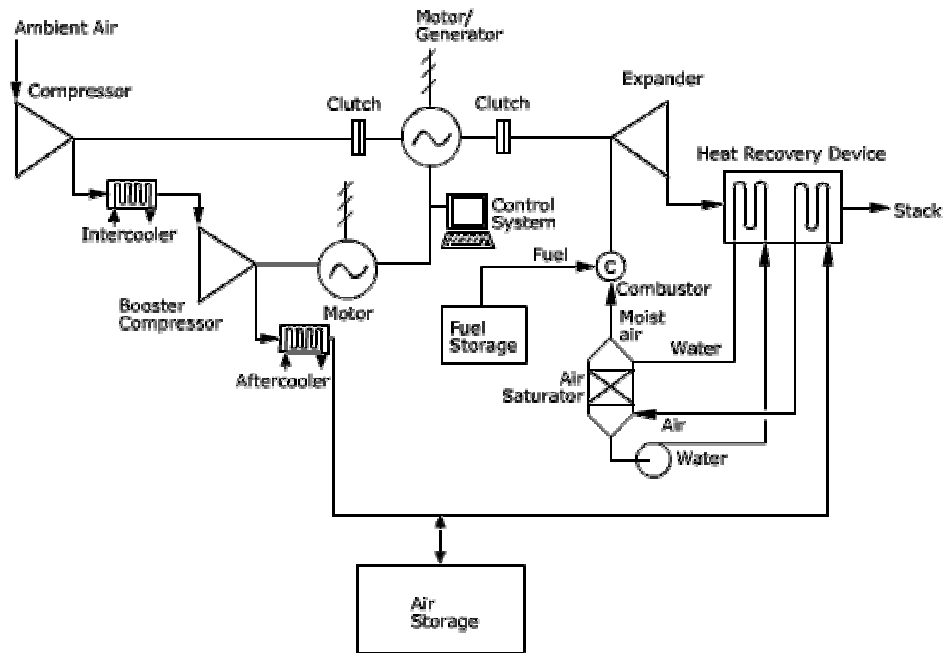 Ambient Air
Motor/
Generator
Compressor
Clutch
Clutch
Expander
Heat Recovery Device
Stack
Intercooler
Control
System
Fuel
C
Combustor
Booster
Compressor
Motor
Fuel
Storage
Moist
air
Water
Aftercooler
Air
Saturator
Air
Water
Air
Storage